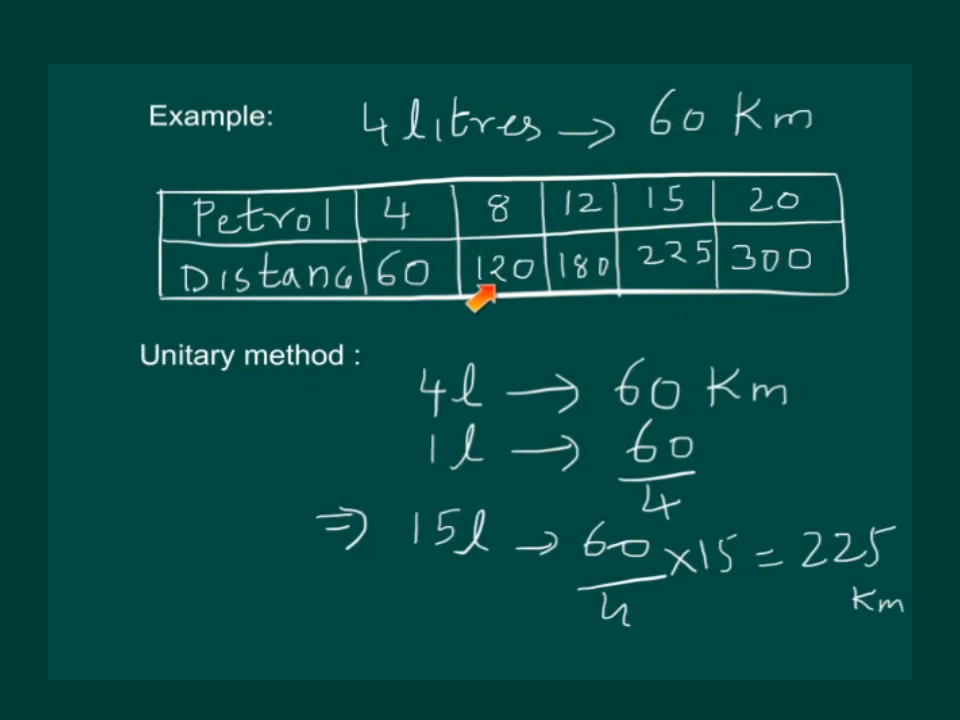 Example: 4 litres → 60 Km
Petrol 4 8 12 15 20
Distanc 60 120 180 225 300
Unitary method :
4l → 60 Km
1l → 60/4
⇒ 15l → 60/4 ×15 = 225 Km